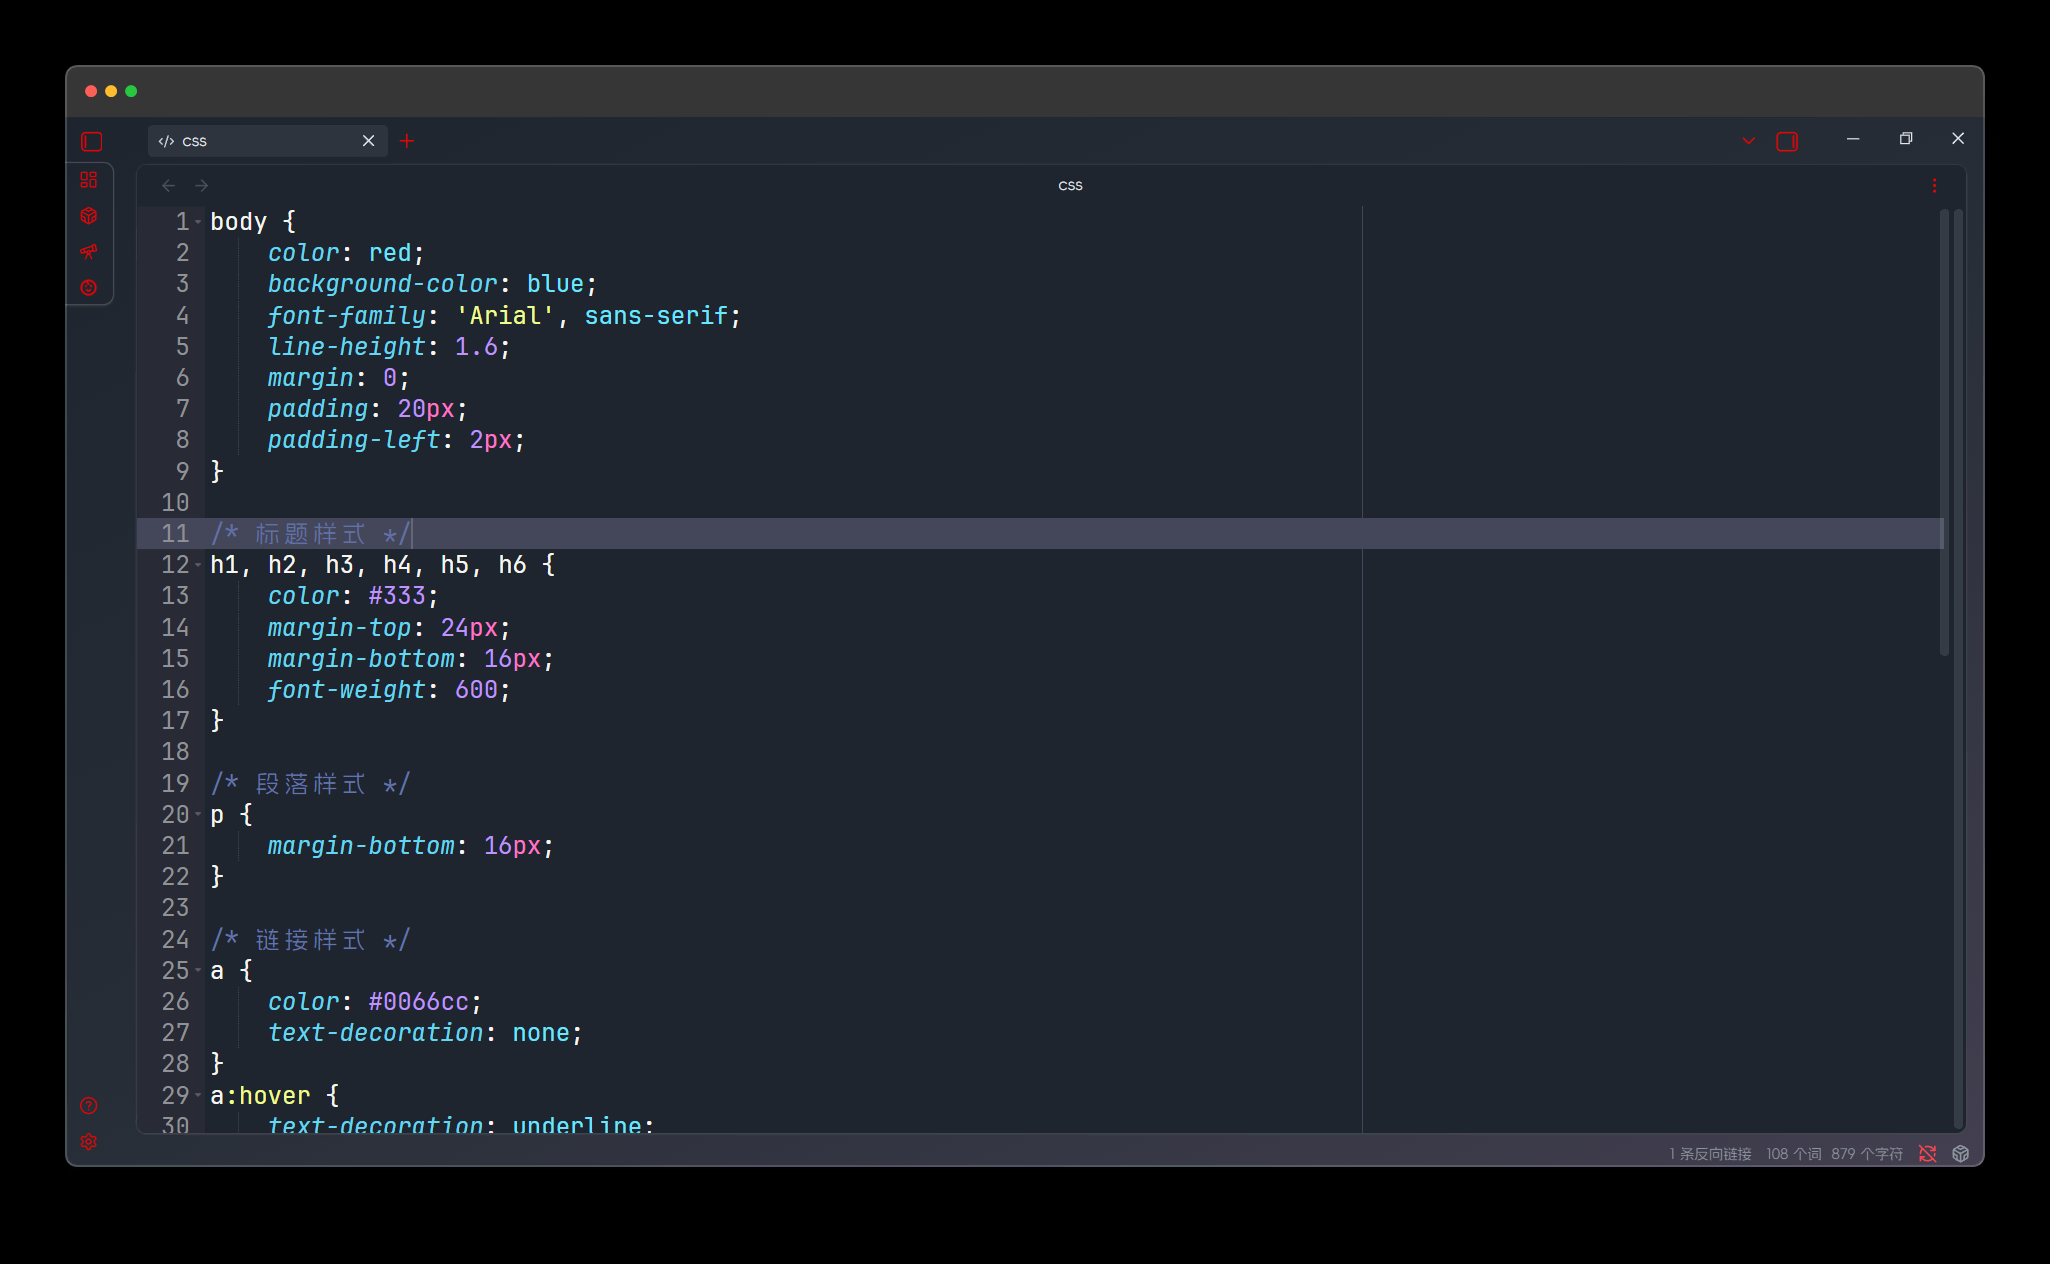 css
css
1 body {
2     color: red;
3     background-color: blue;
4     font-family: 'Arial', sans-serif;
5     line-height: 1.6;
6     margin: 0;
7     padding: 20px;
8     padding-left: 2px;
9 }
10
11 /* 标题样式 */
12 h1, h2, h3, h4, h5, h6 {
13     color: #333;
14     margin-top: 24px;
15     margin-bottom: 16px;
16     font-weight: 600;
17 }
18
19 /* 段落样式 */
20 p {
21     margin-bottom: 16px;
22 }
23
24 /* 链接样式 */
25 a {
26     color: #0066cc;
27     text-decoration: none;
28 }
29 a:hover {
30     text-decoration: underline;
1 条反向链接 108 个词 879 个字符